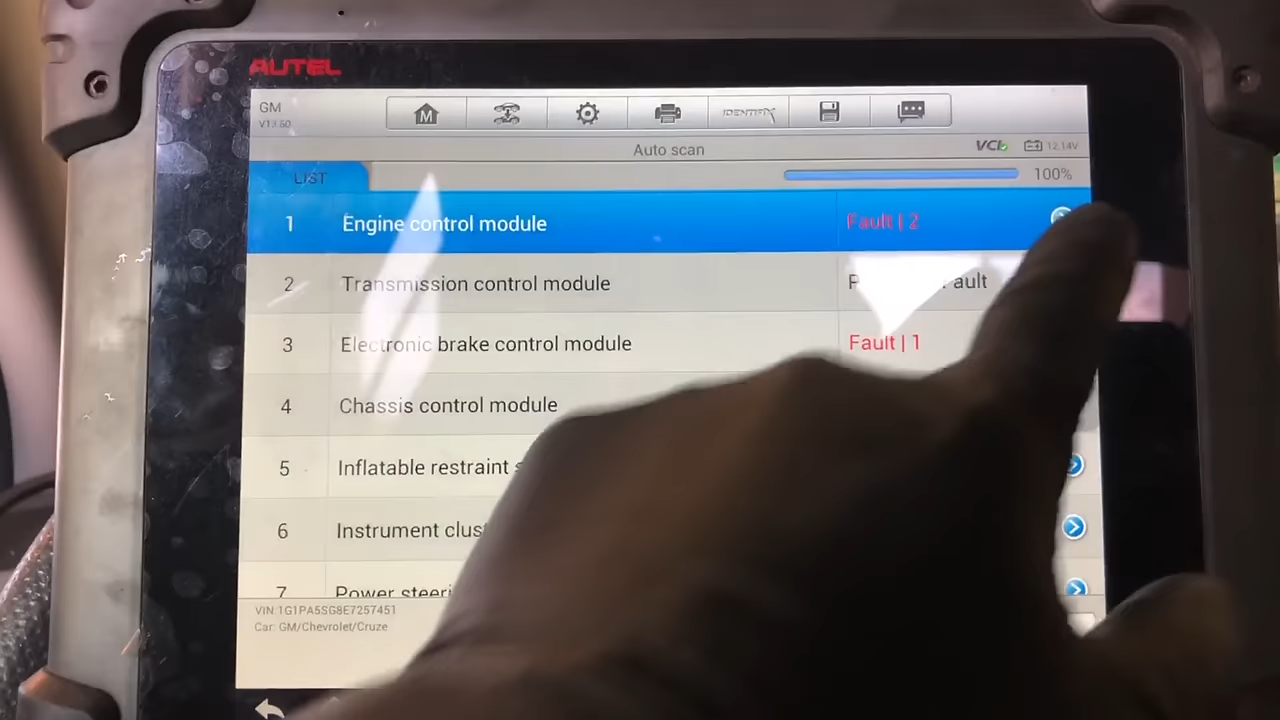 AUTEL
GM
V13.50
M
IDENTIFIX
Auto scan
VCI
12.14V
LIST
100%
1 Engine control module Fault | 2
2 Transmission control module
3 Electronic brake control module Fault | 1
4 Chassis control module
5 Inflatable restraint
6 Instrument clus
7 Power steeri
VIN:1G1PA5SG8E7257451
Car: GM/Chevrolet/Cruze